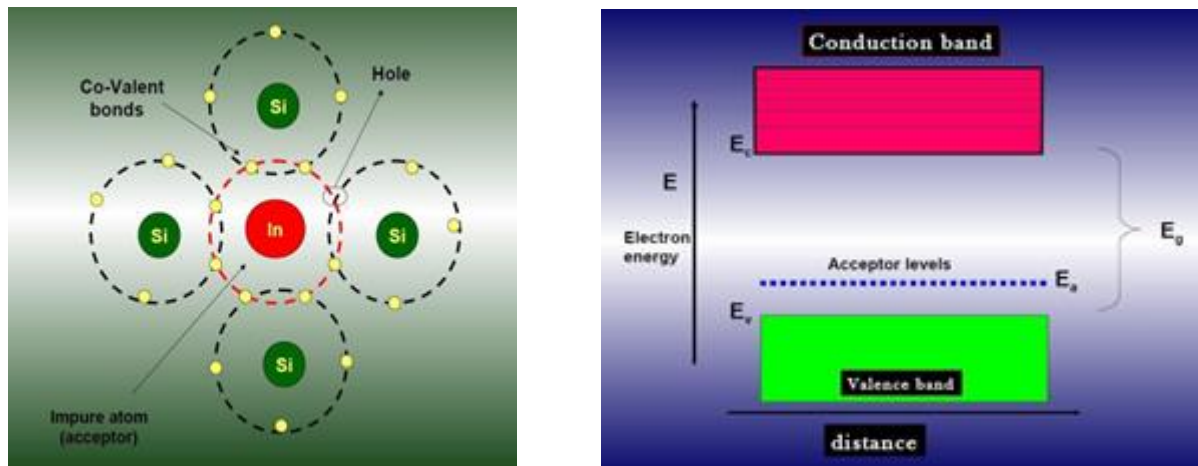 Co-Valent
bonds
Hole
Si
Si
In
Si
Si
Impure atom
(acceptor)
Conduction band
E
Ec
Electron
energy
Acceptor levels
Ea
Eg
Ev
Valence band
distance